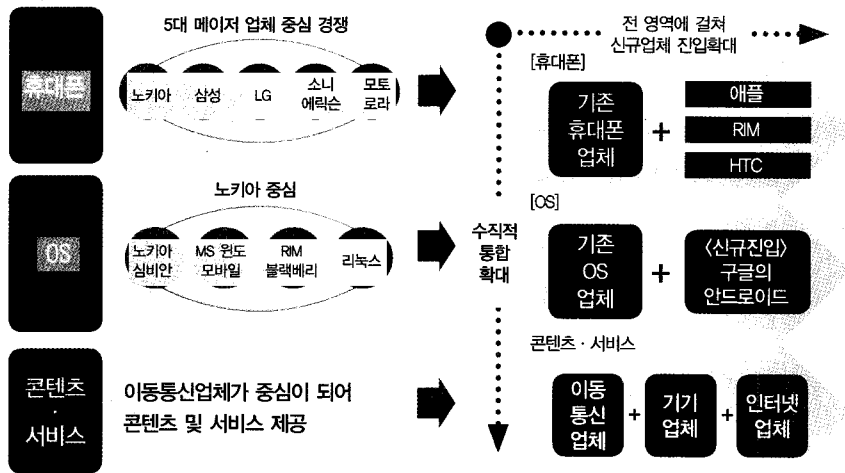 5대 메이저 업체 중심 경쟁
휴대폰
노키아
삼성
LG
소니
에릭슨
모토
로라
전 영역에 걸쳐
신규업체 진입확대
[휴대폰]
기존
휴대폰
업체
+
애플
RIM
HTC
노키아 중심
OS
노키아
심비안
MS 윈도
모바일
RIM
블랙베리
리눅스
수직적
통합
확대
[OS]
기존
OS
업체
+
〈신규진입〉
구글의
안드로이드
콘텐츠
·
서비스
이동통신업체가 중심이 되어
콘텐츠 및 서비스 제공
콘텐츠 · 서비스
이동
통신
업체
+
기기
업체
+
인터넷
업체